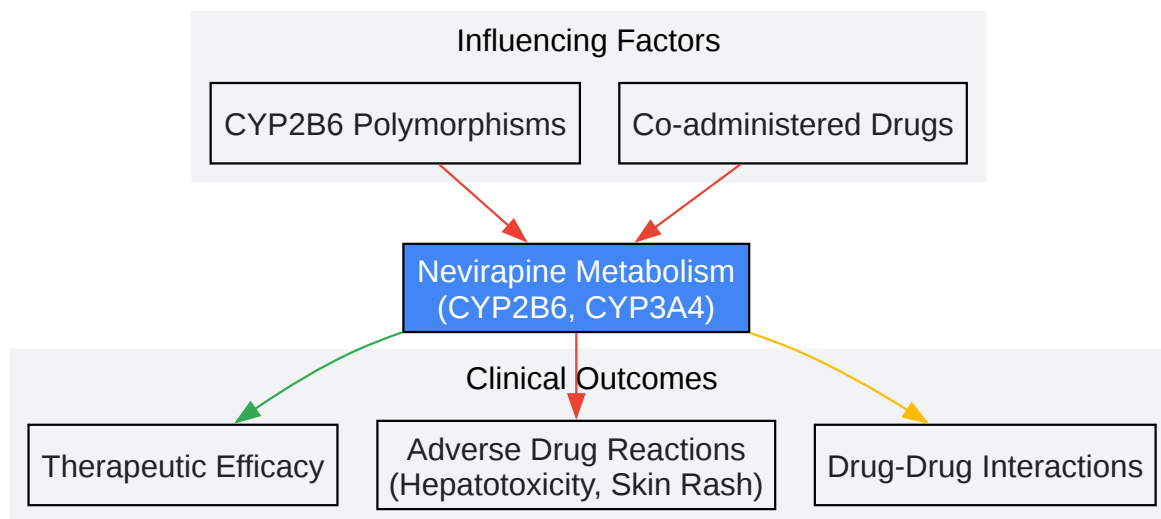 Influencing Factors
CYP2B6 Polymorphisms
Co-administered Drugs
Nevirapine Metabolism
(CYP2B6, CYP3A4)
Clinical Outcomes
Therapeutic Efficacy
Adverse Drug Reactions
(Hepatotoxicity, Skin Rash)
Drug-Drug Interactions